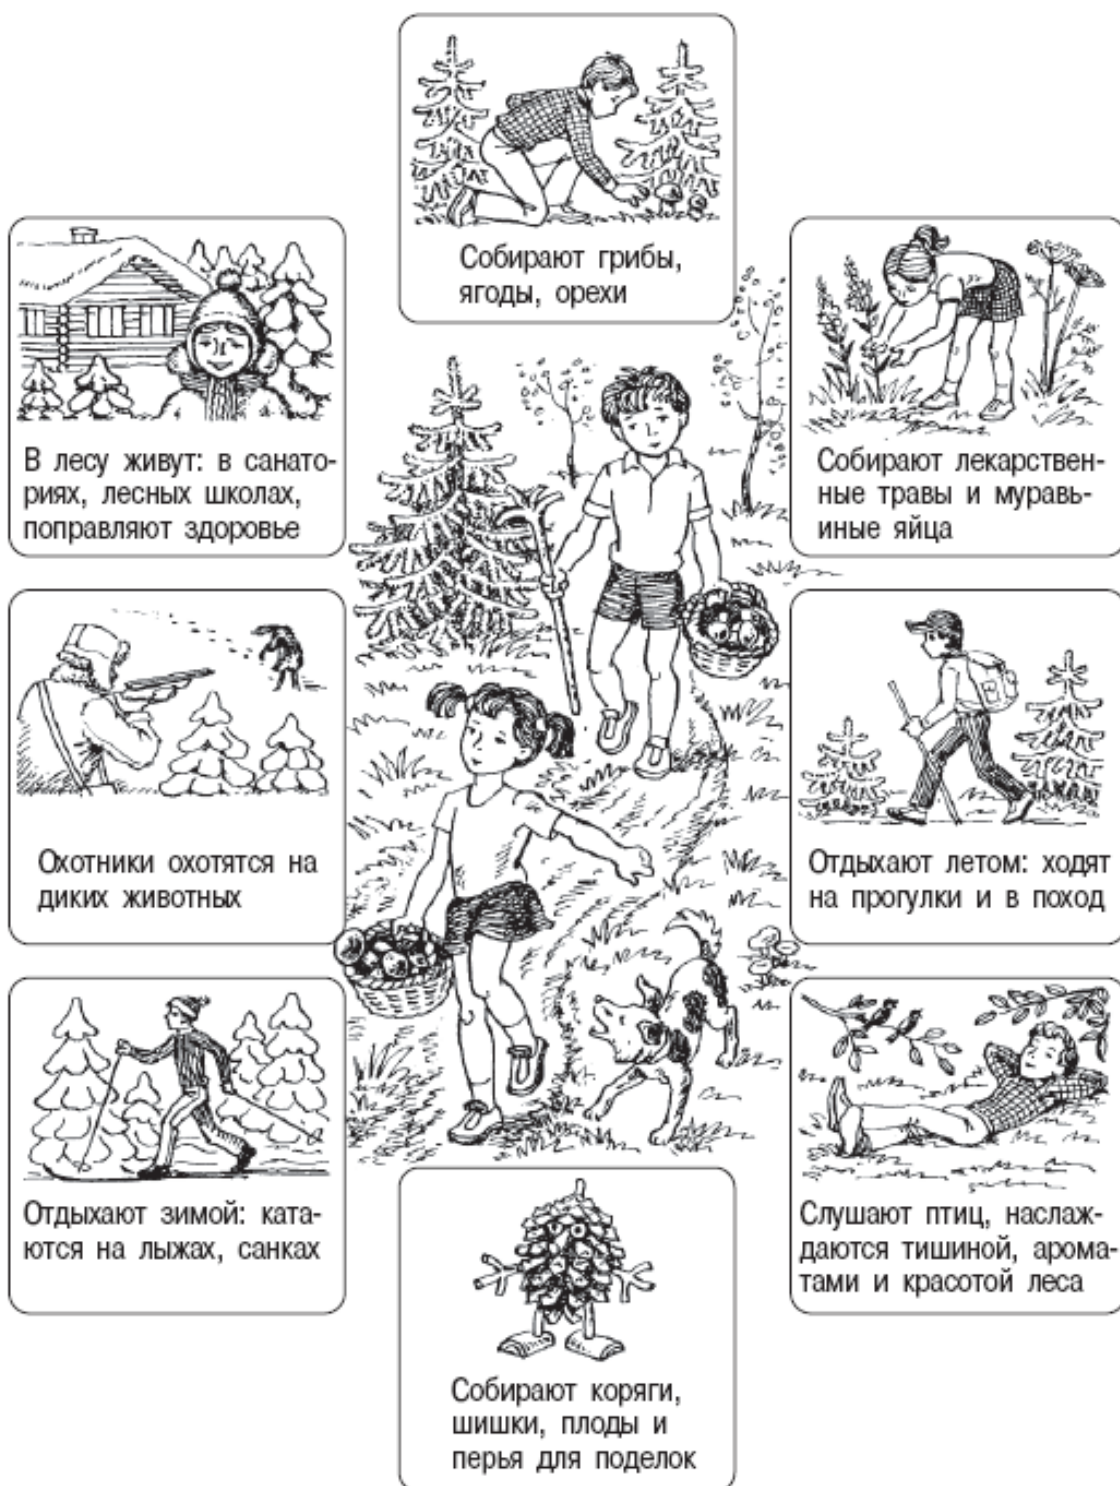 Собирают грибы,
ягоды, орехи
В лесу живут: в санато-
риях, лесных школах,
поправляют здоровье
Собирают лекарствен-
ные травы и муравь-
иные яйца
Охотники охотятся на
диких животных
Отдыхают летом: ходят
на прогулки и в поход
Отдыхают зимой: ката-
ются на лыжах, санках
Слушают птиц, наслаж-
даются тишиной, арома-
тами и красотой леса
Собирают коряги,
шишки, плоды и
перья для поделок